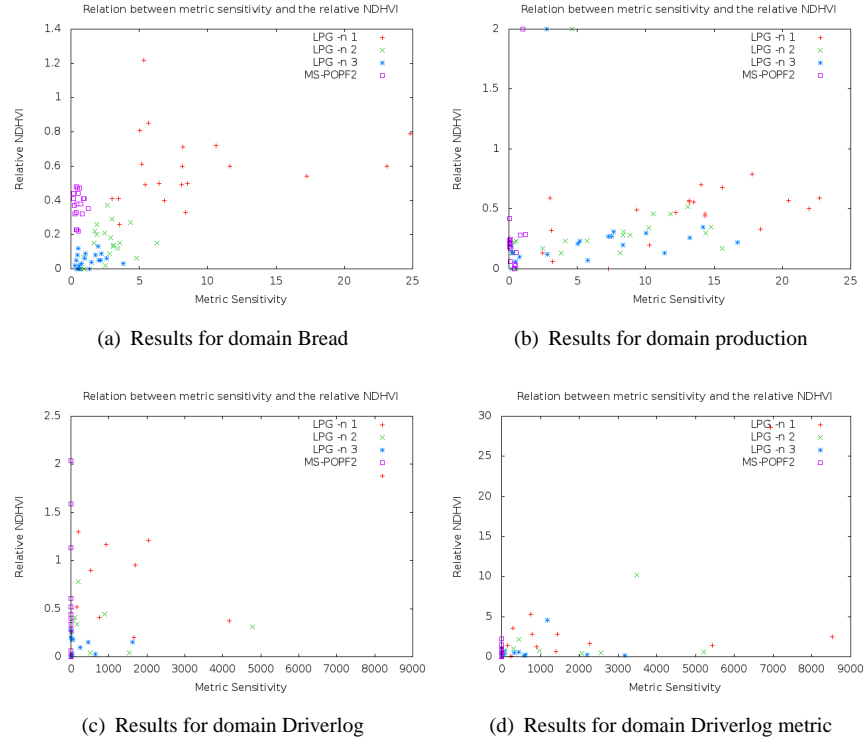 Relation between metric sensitivity and the relative NDHVI
1.4
1.2
1
0.8
0.6
0.4
0.2
0
Relative NDHVI
LPG -n 1
LPG -n 2
LPG -n 3
MS-POPF2
0 5 10 15 20 25
Metric Sensitivity
(a) Results for domain Bread
Relation between metric sensitivity and the relative NDHVI
2
1.5
1
0.5
0
Relative NDHVI
LPG -n 1
LPG -n 2
LPG -n 3
MS-POPF2
0 5 10 15 20 25
Metric Sensitivity
(b) Results for domain production
Relation between metric sensitivity and the relative NDHVI
2.5
2
1.5
1
0.5
0
Relative NDHVI
LPG -n 1
LPG -n 2
LPG -n 3
MS-POPF2
0 1000 2000 3000 4000 5000 6000 7000 8000 9000
Metric Sensitivity
(c) Results for domain Driverlog
Relation between metric sensitivity and the relative NDHVI
30
25
20
15
10
5
0
Relative NDHVI
LPG -n 1
LPG -n 2
LPG -n 3
MS-POPF2
0 1000 2000 3000 4000 5000 6000 7000 8000 9000
Metric Sensitivity
(d) Results for domain Driverlog metric